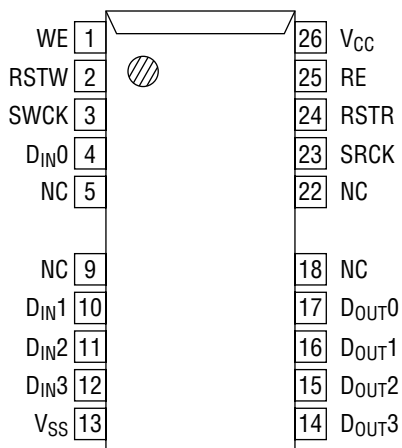 WE 1 26 VCC
RSTW 2 25 RE
SWCK 3 24 RSTR
DIN0 4 23 SRCK
NC 5 22 NC
NC 9 18 NC
DIN1 10 17 DOUT0
DIN2 11 16 DOUT1
DIN3 12 15 DOUT2
VSS 13 14 DOUT3